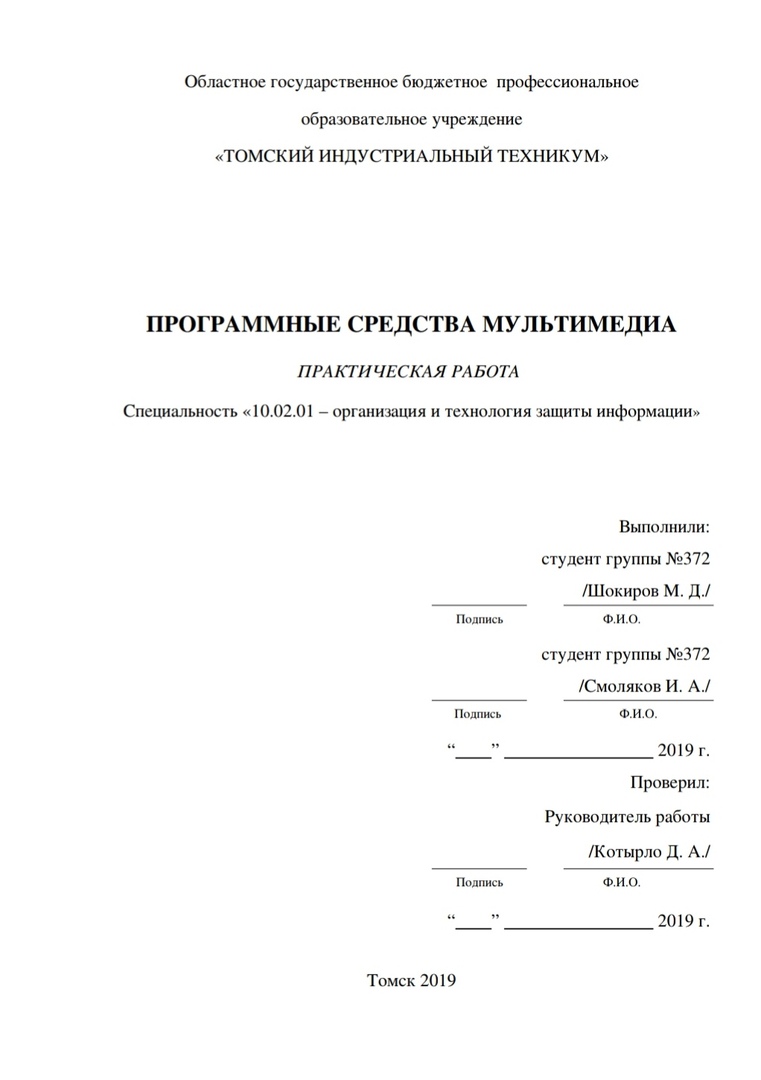 Областное государственное бюджетное профессиональное
образовательное учреждение
«ТОМСКИЙ ИНДУСТРИАЛЬНЫЙ ТЕХНИКУМ»
ПРОГРАММНЫЕ СРЕДСТВА МУЛЬТИМЕДИА
ПРАКТИЧЕСКАЯ РАБОТА
Специальность «10.02.01 – организация и технология защиты информации»
Выполнили:
студент группы №372
/Шокиров М. Д./
Подпись Ф.И.О.
студент группы №372
/Смоляков И. А./
Подпись Ф.И.О.
“____” _________________ 2019 г.
Проверил:
Руководитель работы
/Котырло Д. А./
Подпись Ф.И.О.
“____” _________________ 2019 г.
Томск 2019